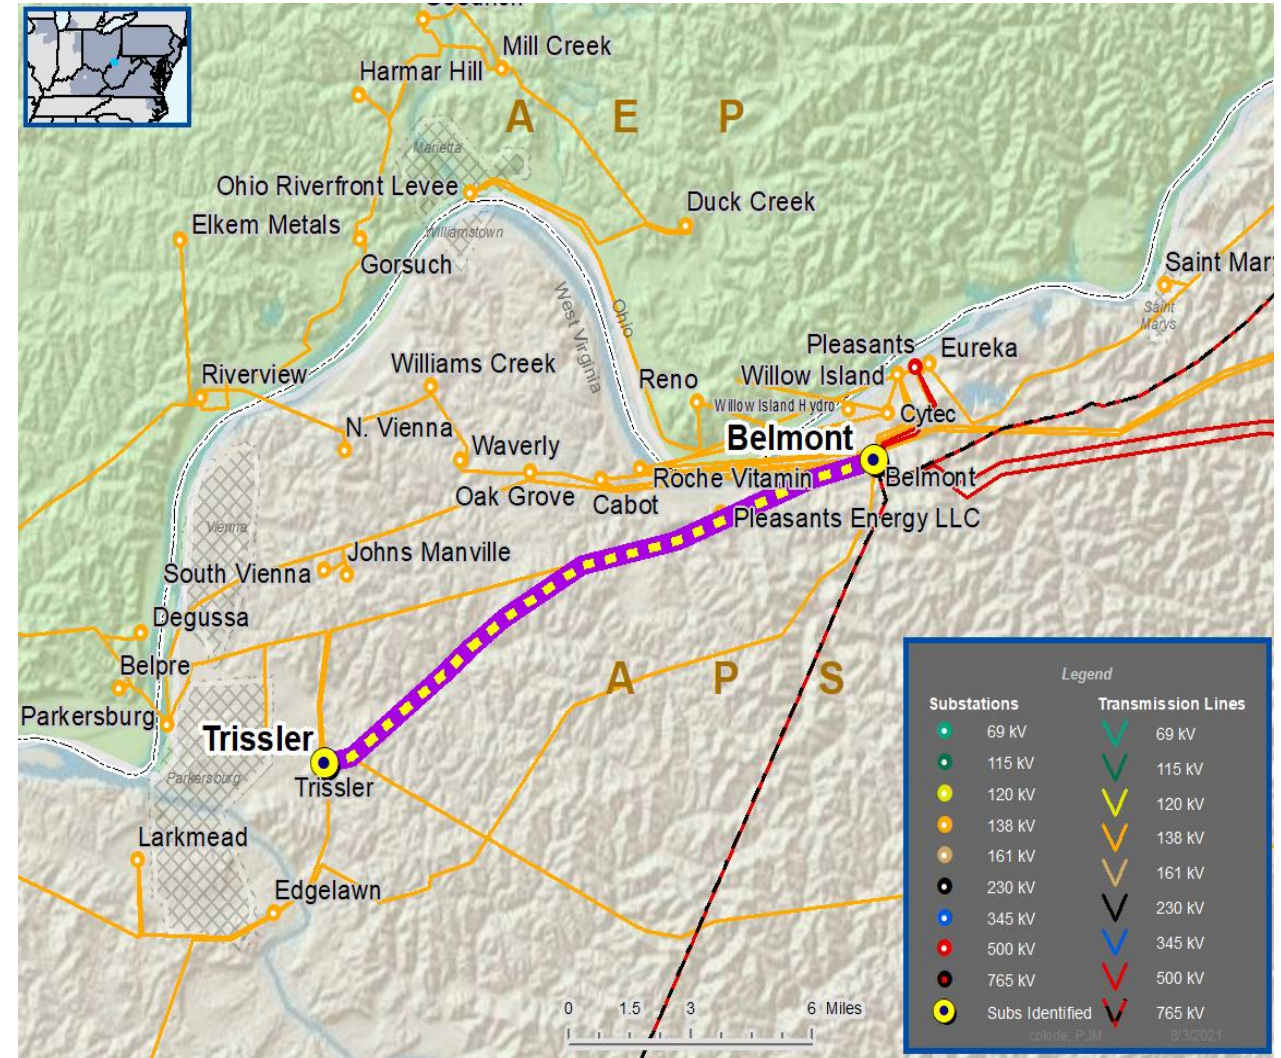 Mill Creek
Harmar Hill
A E P
Marietta
Ohio Riverfront Levee
Duck Creek
Elkem Metals
Williamstown
Gorsuch
Saint Mar
West Virginia
Ohio
Saint
Marys
Pleasants
Eureka
Williams Creek
Riverview
Reno
Willow Island
Willow Island Hydro
Cytec
N. Vienna
Waverly
Belmont
Roche Vitamin
Belmont
Oak Grove
Cabot
Pleasants Energy LLC
Vienna
Johns Manville
South Vienna
Degussa
Belpre
A P S
Parkersburg
Trissler
Parkersburg
Trissler
Larkmead
Edgelawn
0 1.5 3 6 Miles
Legend
Substations Transmission Lines
69 kV 69 kV
115 kV 115 kV
120 kV 120 kV
138 kV 138 kV
161 kV 161 kV
230 kV 230 kV
345 kV 345 kV
500 kV 500 kV
765 kV 765 kV
Subs Identified
colode, PJM 8/3/2021